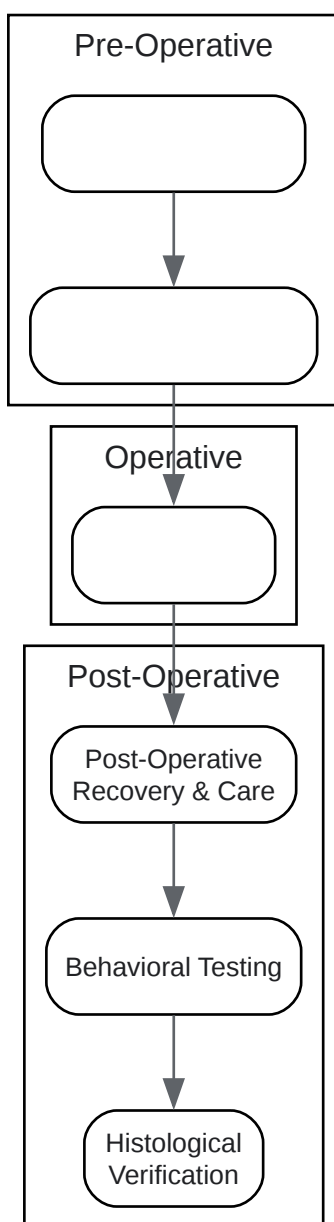 Pre-Operative
Operative
Post-Operative
Post-Operative
Recovery & Care
Behavioral Testing
Histological
Verification